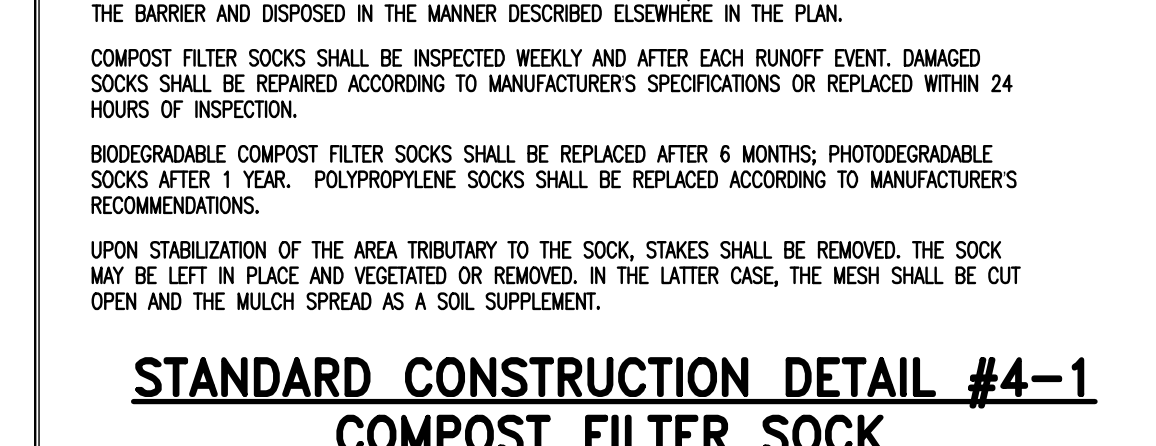 THE BARRIER AND DISPOSED IN THE MANNER DESCRIBED ELSEWHERE IN THE PLAN.
COMPOST FILTER SOCKS SHALL BE INSPECTED WEEKLY AND AFTER EACH RUNOFF EVENT. DAMAGED
SOCKS SHALL BE REPAIRED ACCORDING TO MANUFACTURER'S SPECIFICATIONS OR REPLACED WITHIN 24
HOURS OF INSPECTION.
BIODEGRADABLE COMPOST FILTER SOCKS SHALL BE REPLACED AFTER 6 MONTHS; PHOTODEGRADABLE
SOCKS AFTER 1 YEAR.  POLYPROPYLENE SOCKS SHALL BE REPLACED ACCORDING TO MANUFACTURER'S
RECOMMENDATIONS.
UPON STABILIZATION OF THE AREA TRIBUTARY TO THE SOCK, STAKES SHALL BE REMOVED. THE SOCK
MAY BE LEFT IN PLACE AND VEGETATED OR REMOVED. IN THE LATTER CASE, THE MESH SHALL BE CUT
OPEN AND THE MULCH SPREAD AS A SOIL SUPPLEMENT.
STANDARD CONSTRUCTION DETAIL #4-1
COMPOST FILTER SOCK